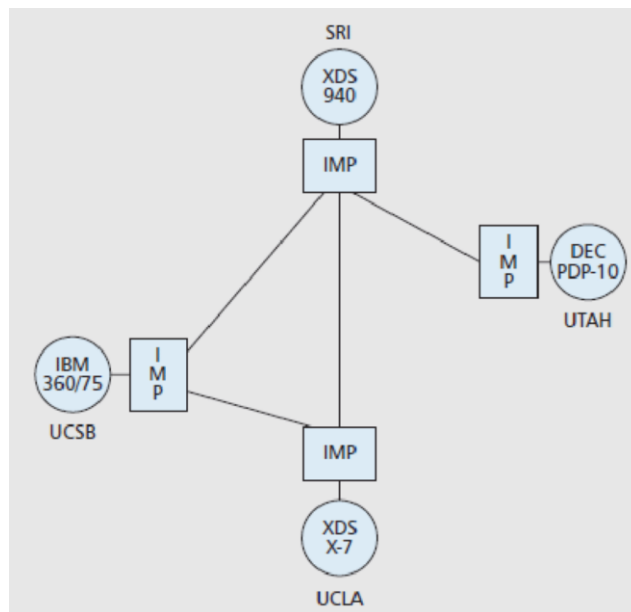 SRI
XDS
940
IMP
I
M
P
DEC
PDP-10
UTAH
IBM
360/75
I
M
P
UCSB
IMP
XDS
X-7
UCLA